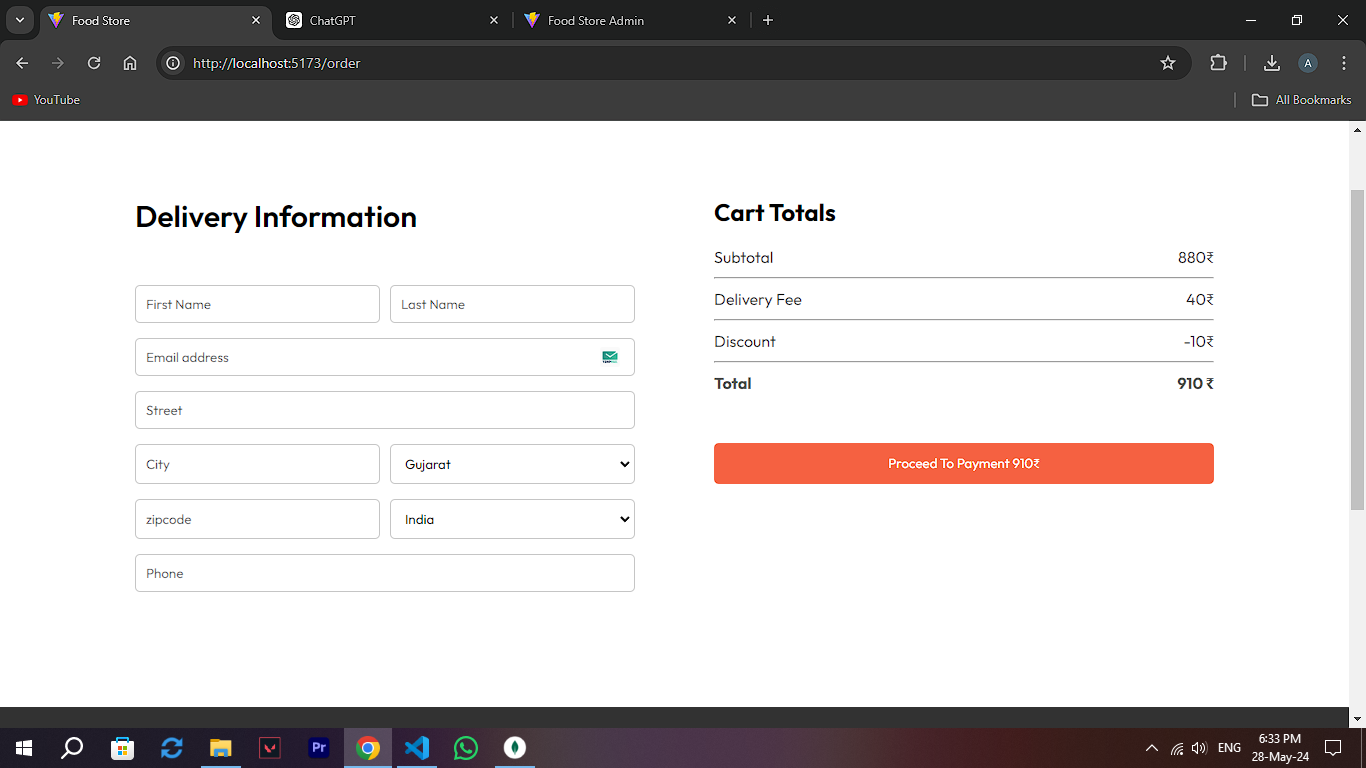 Food Store
ChatGPT
Food Store Admin
http://localhost:5173/order
A
YouTube
All Bookmarks
Delivery Information
First Name
Last Name
Email address
Street
City
Gujarat
zipcode
India
Phone
Cart Totals
Subtotal 880₹
Delivery Fee 40₹
Discount -10₹
Total 910 ₹
Proceed To Payment 910₹
Pr
ENG
6:33 PM
28-May-24